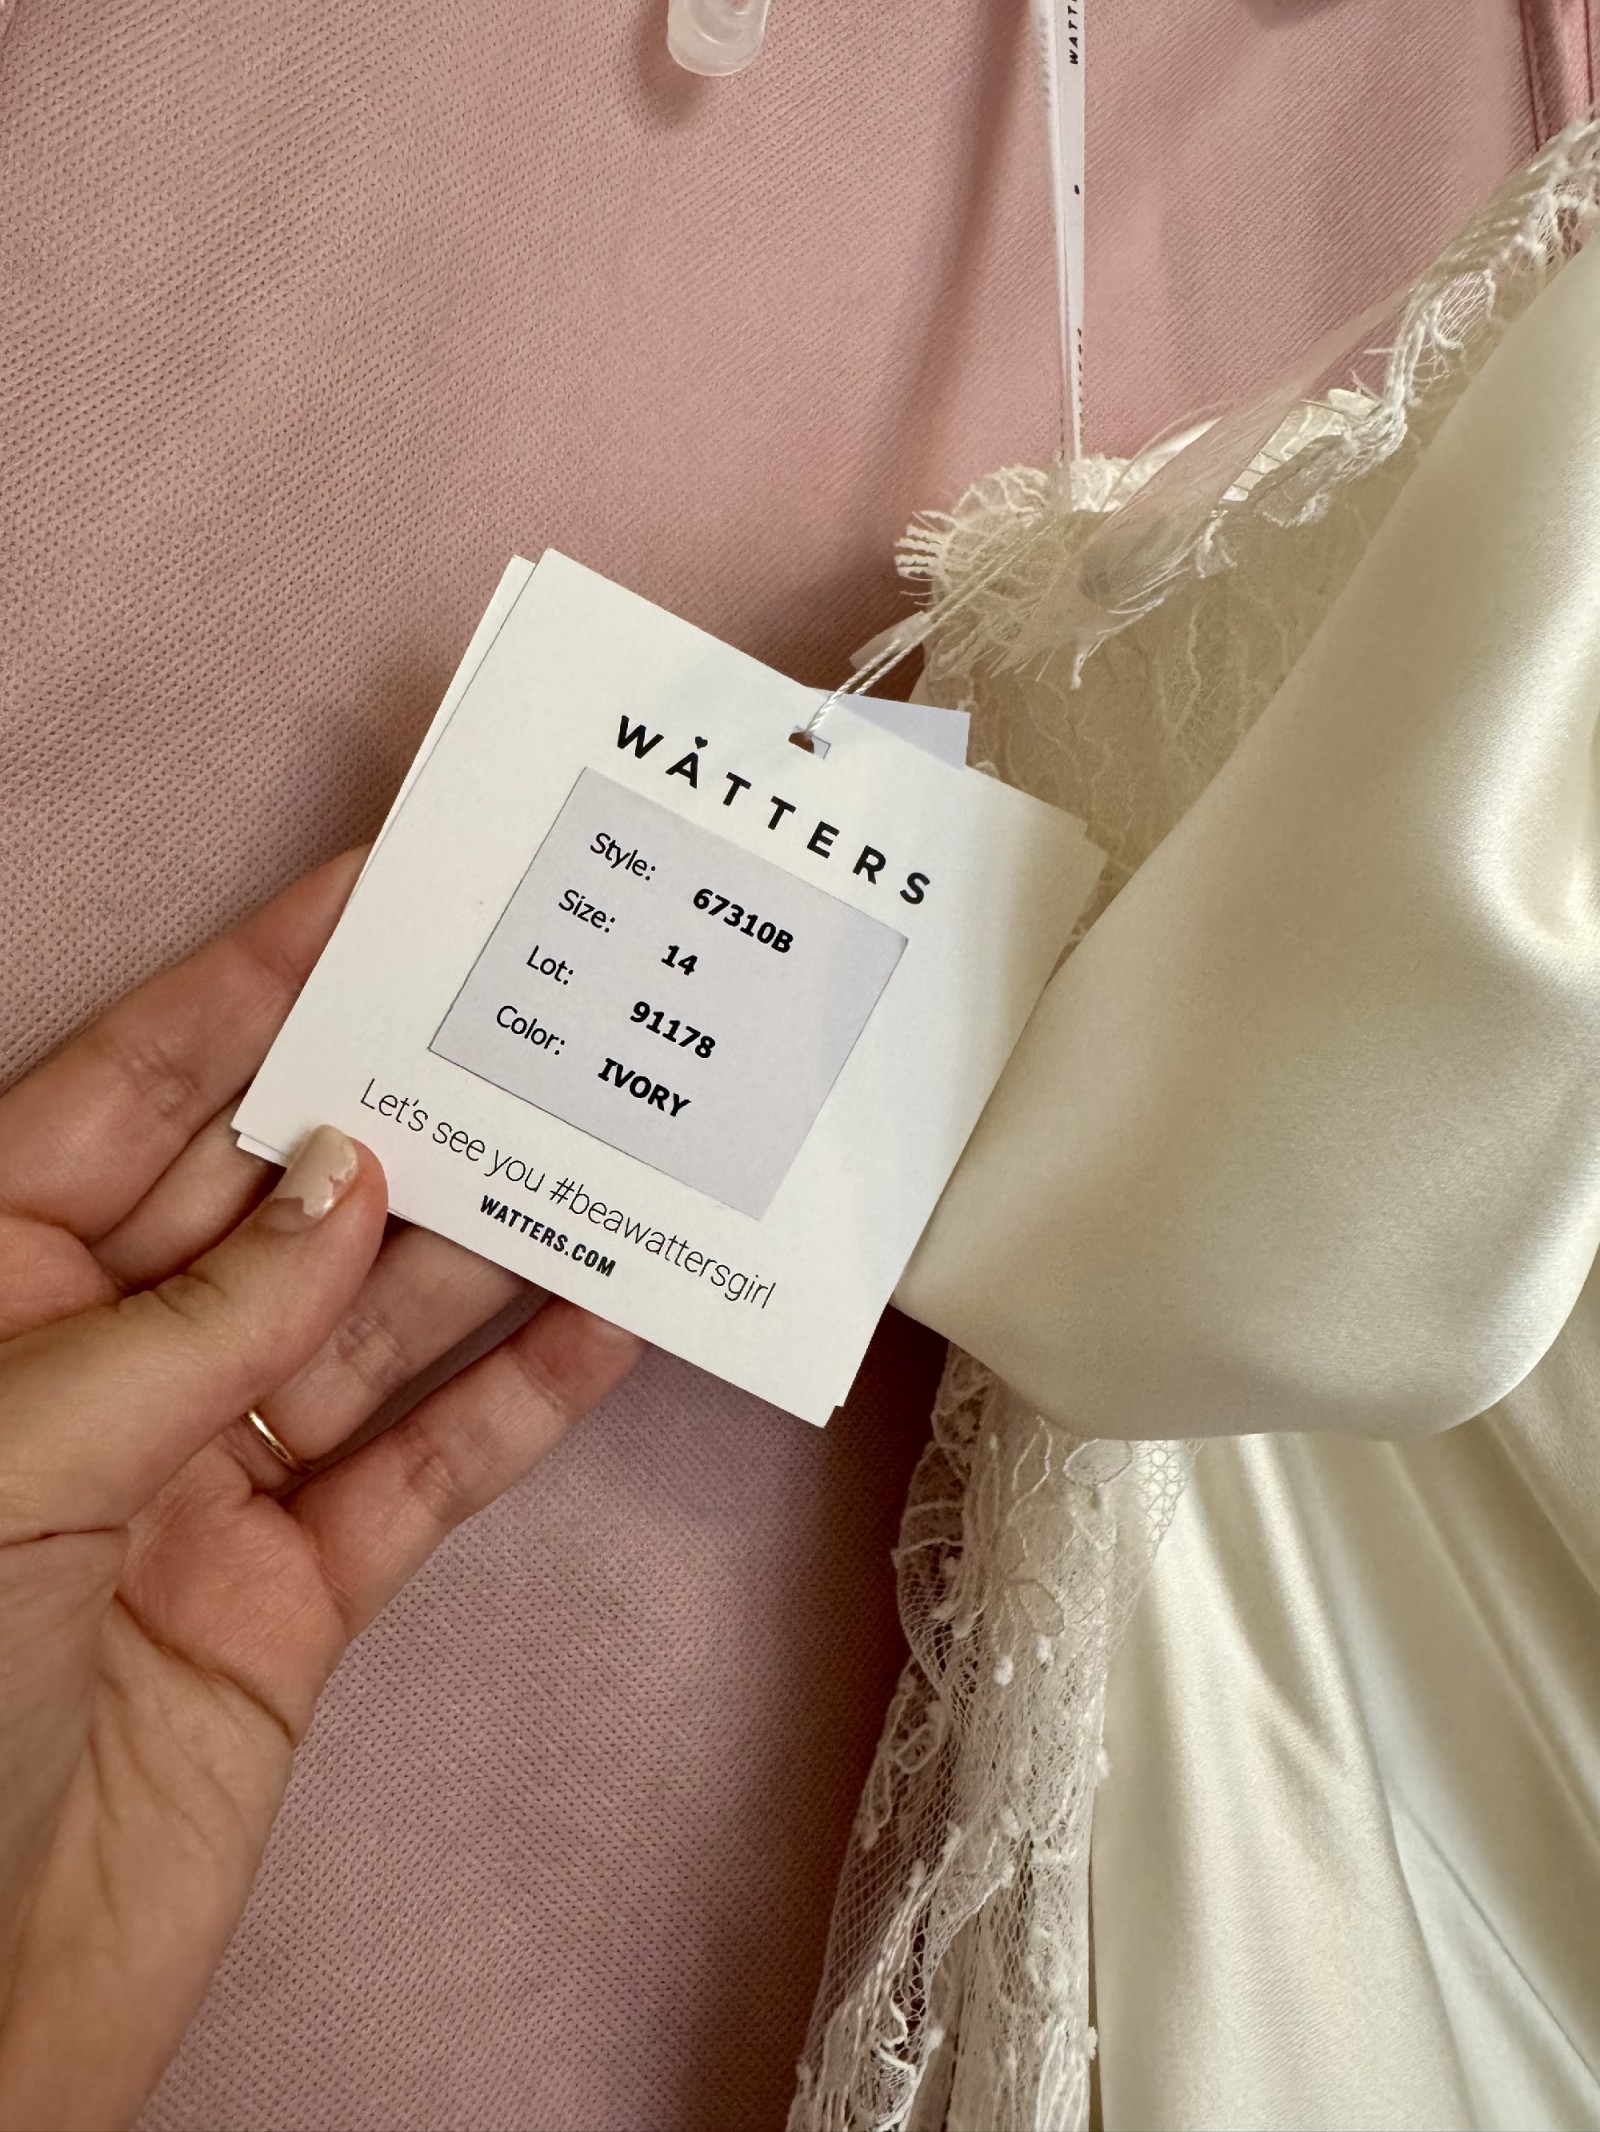 WATTERS
Style: 67310B
Size: 14
Lot: 91178
Color: IVORY
Let's see you #beawattersgirl
WATTERS.COM